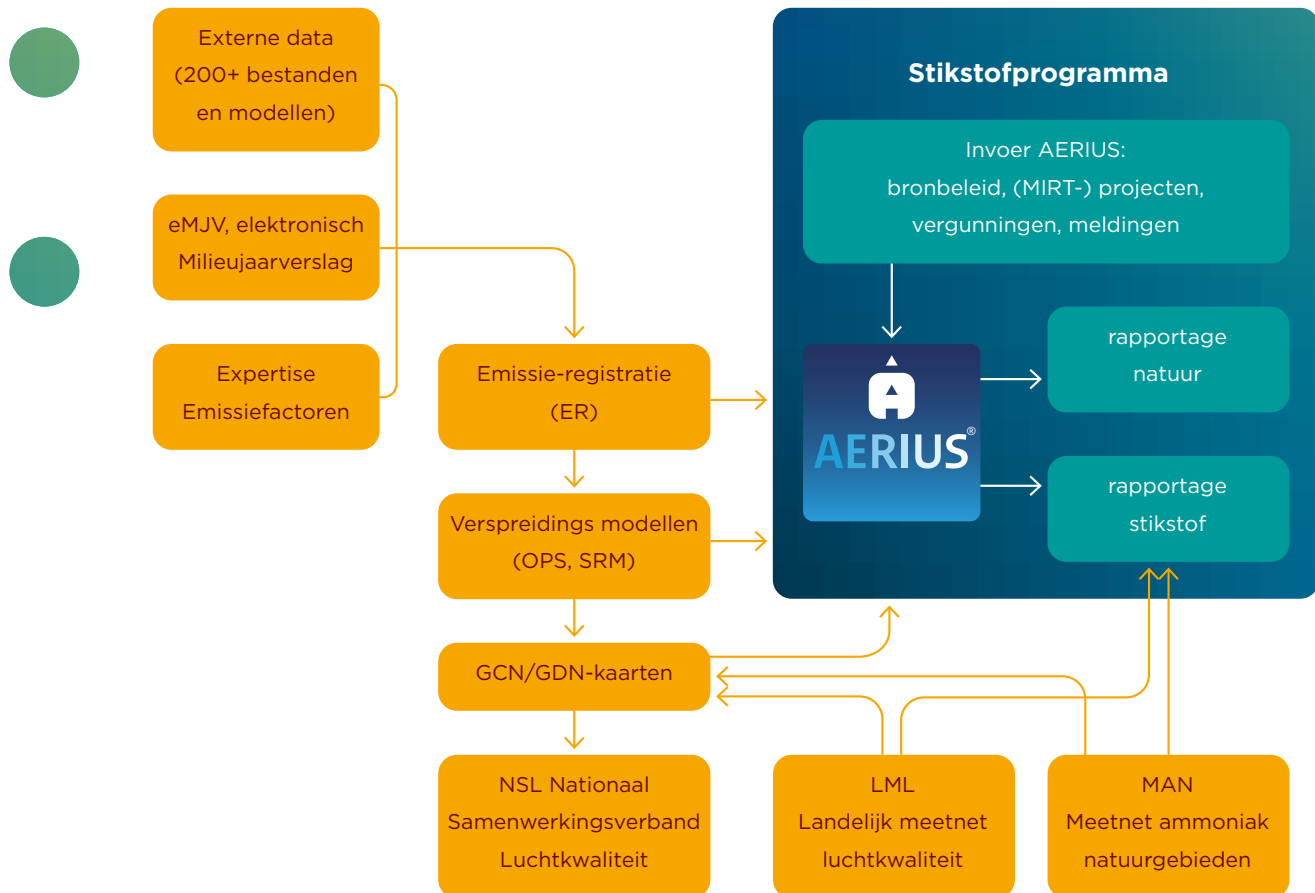 Externe data
(200+ bestanden
en modellen)
eMJV, elektronisch
Milieujaarverslag
Expertise
Emissiefactoren
Emissie-registratie
(ER)
Verspreidings modellen
(OPS, SRM)
GCN/GDN-kaarten
NSL Nationaal
Samenwerkingsverband
Luchtkwaliteit
LML
Landelijk meetnet
luchtkwaliteit
MAN
Meetnet ammoniak
natuurgebieden
Stikstofprogramma
Invoer AERIUS:
bronbeleid, (MIRT-) projecten,
vergunningen, meldingen
AERIUS®
rapportage
natuur
rapportage
stikstof